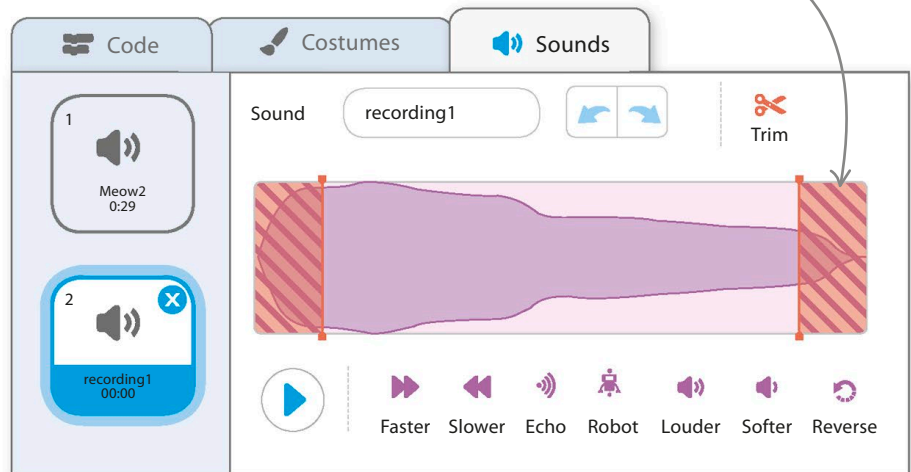 Code
Costumes
Sounds
1
Meow2
0:29
2
X
recording1
00:00
Sound
recording1
Trim
Faster
Slower
Echo
Robot
Louder
Softer
Reverse